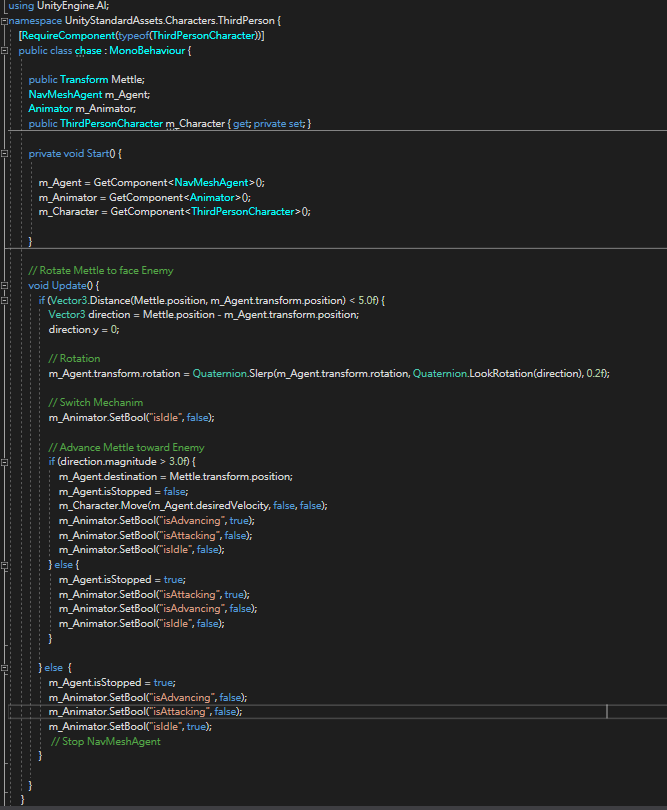 using UnityEngine.AI;
namespace UnityStandardAssets.Characters.ThirdPerson {
[RequireComponent(typeof(ThirdPersonCharacter))]
public class chase : MonoBehaviour {
public Transform Mettle;
NavMeshAgent m_Agent;
Animator m_Animator;
public ThirdPersonCharacter m_Character { get; private set; }
private void Start() {
m_Agent = GetComponent<NavMeshAgent>();
m_Animator = GetComponent<Animator>();
m_Character = GetComponent<ThirdPersonCharacter>();
}
// Rotate Mettle to face Enemy
void Update() {
if (Vector3.Distance(Mettle.position, m_Agent.transform.position) < 5.0f) {
Vector3 direction = Mettle.position - m_Agent.transform.position;
direction.y = 0;
// Rotation
m_Agent.transform.rotation = Quaternion.Slerp(m_Agent.transform.rotation, Quaternion.LookRotation(direction), 0.2f);
// Switch Mechanim
m_Animator.SetBool("isIdle", false);
// Advance Mettle toward Enemy
if (direction.magnitude > 3.0f) {
m_Agent.destination = Mettle.transform.position;
m_Agent.isStopped = false;
m_Character.Move(m_Agent.desiredVelocity, false, false);
m_Animator.SetBool("isAdvancing", true);
m_Animator.SetBool("isAttacking", false);
m_Animator.SetBool("isIdle", false);
} else {
m_Agent.isStopped = true;
m_Animator.SetBool("isAttacking", true);
m_Animator.SetBool("isAdvancing", false);
m_Animator.SetBool("isIdle", false);
}
} else {
m_Agent.isStopped = true;
m_Animator.SetBool("isAdvancing", false);
m_Animator.SetBool("isAttacking", false);
m_Animator.SetBool("isIdle", true);
// Stop NavMeshAgent
}
}
}